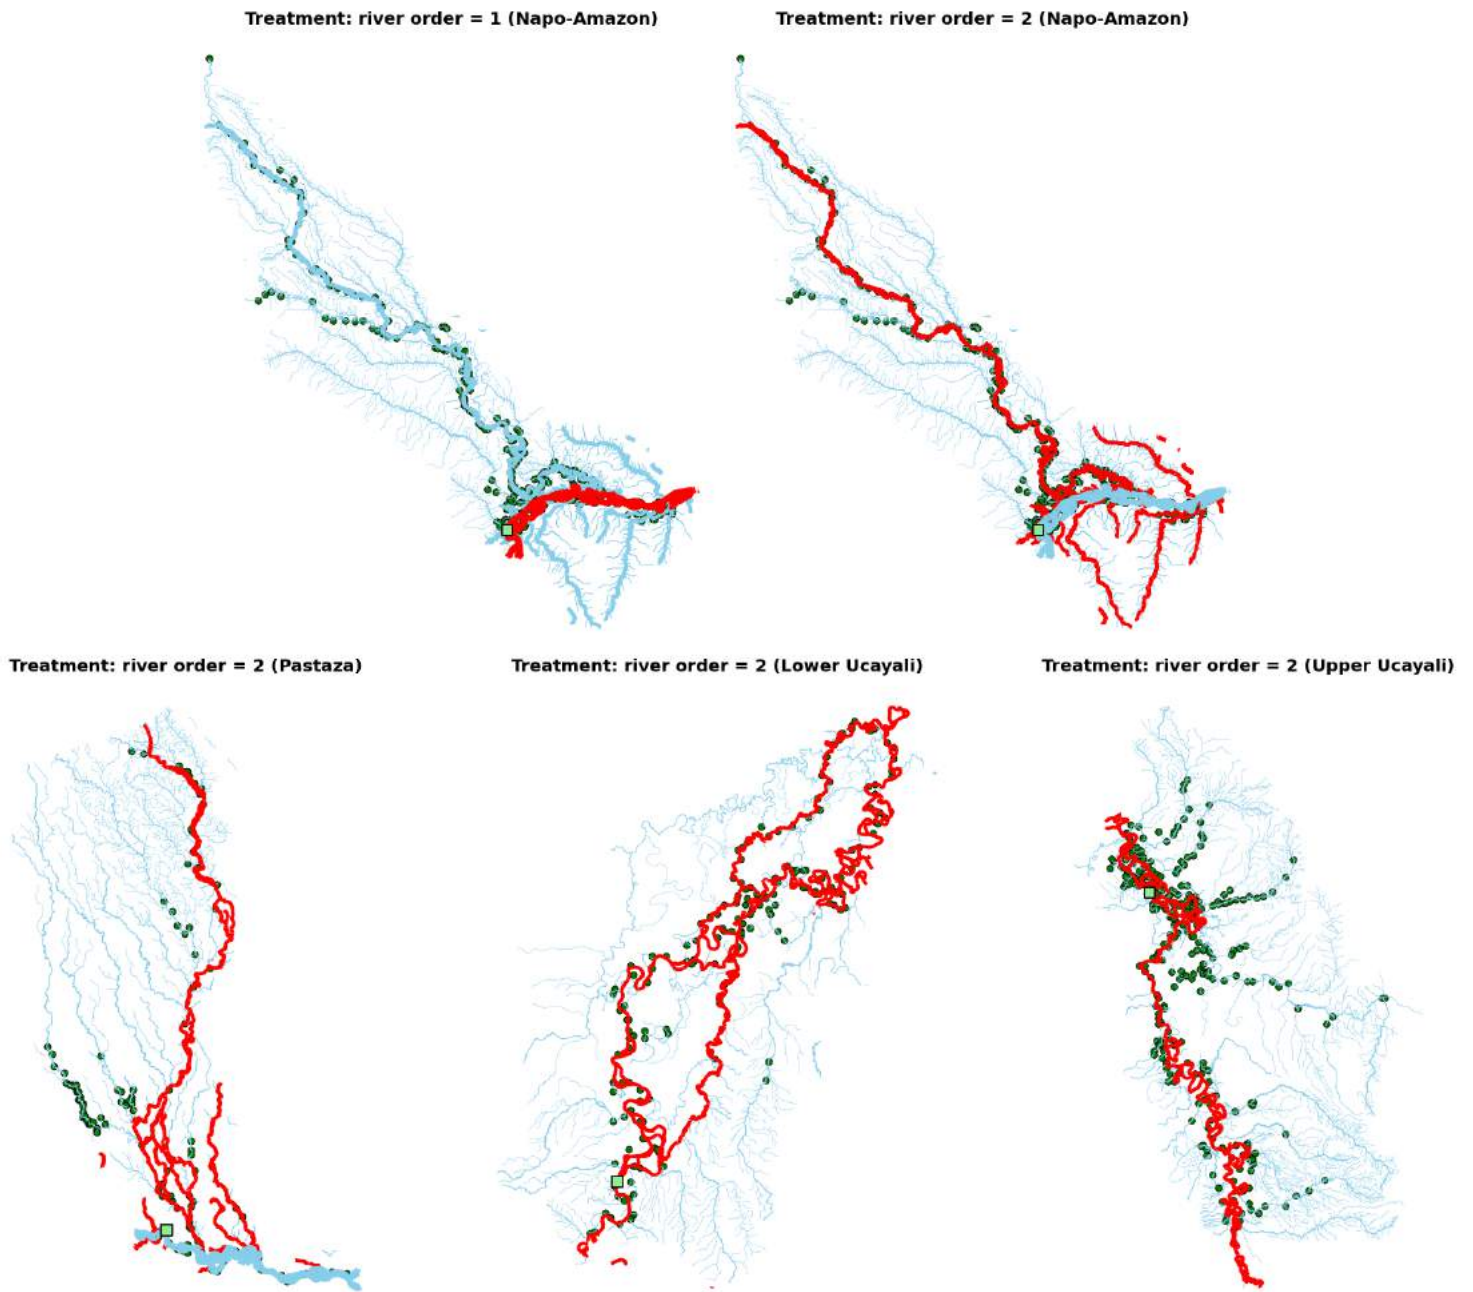 Treatment: river order = 1 (Napo-Amazon)
Treatment: river order = 2 (Napo-Amazon)
Treatment: river order = 2 (Pastaza)
Treatment: river order = 2 (Lower Ucayali)
Treatment: river order = 2 (Upper Ucayali)